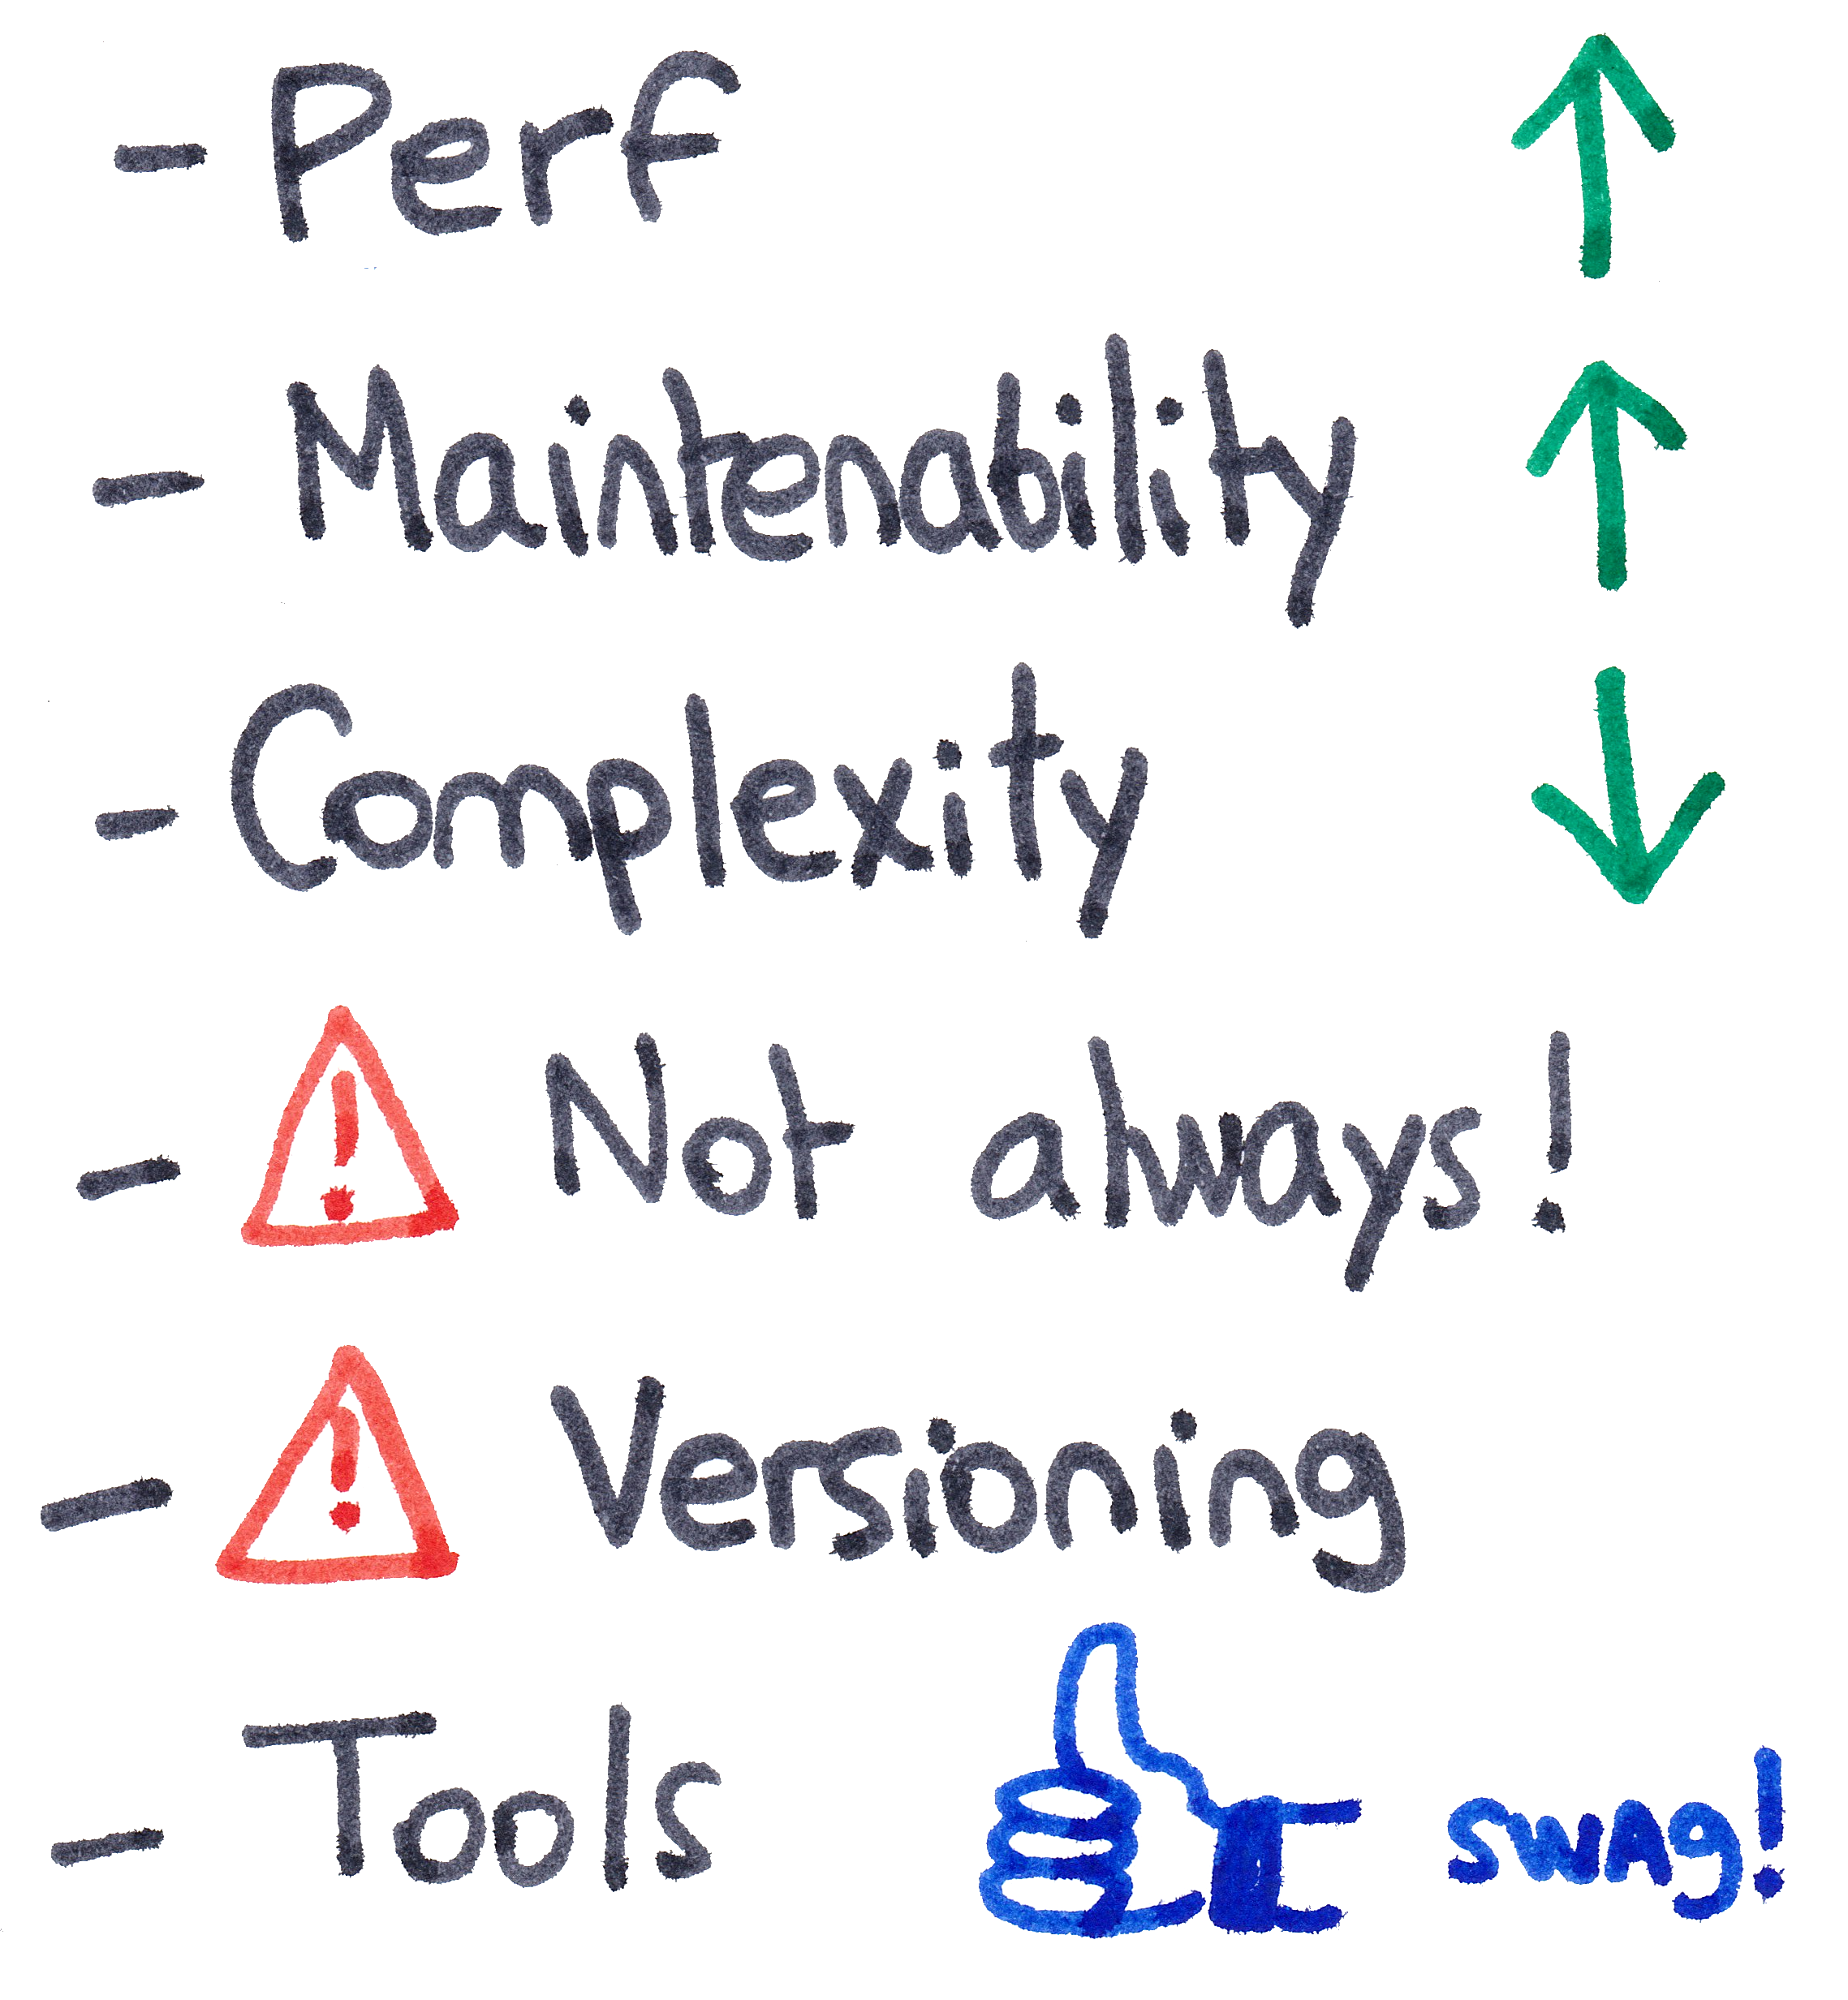 - Perf ↑
- Maintenability ↑
- Complexity ↓
- ⚠ Not always!
- ⚠ Versioning
- Tools 👍 swag!